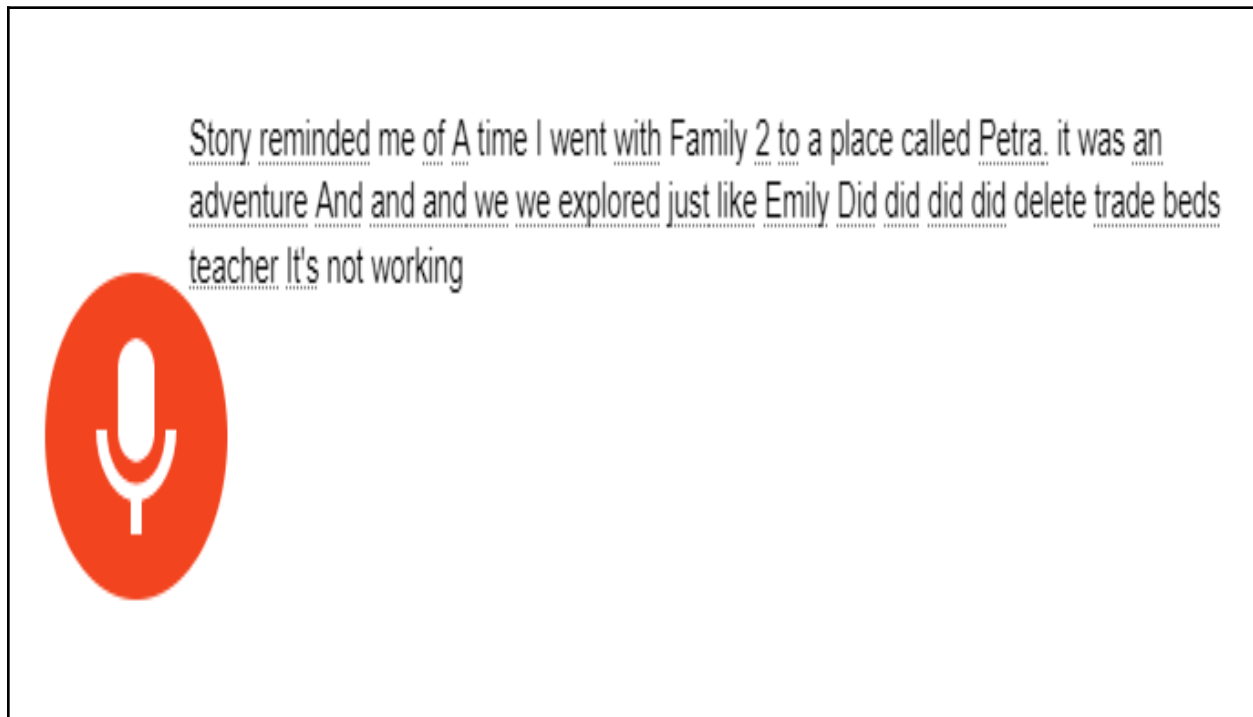 Story reminded me of A time I went with Family 2 to a place called Petra. it was an
adventure And and and we we explored just like Emily Did did did did delete trade beds
teacher It's not working